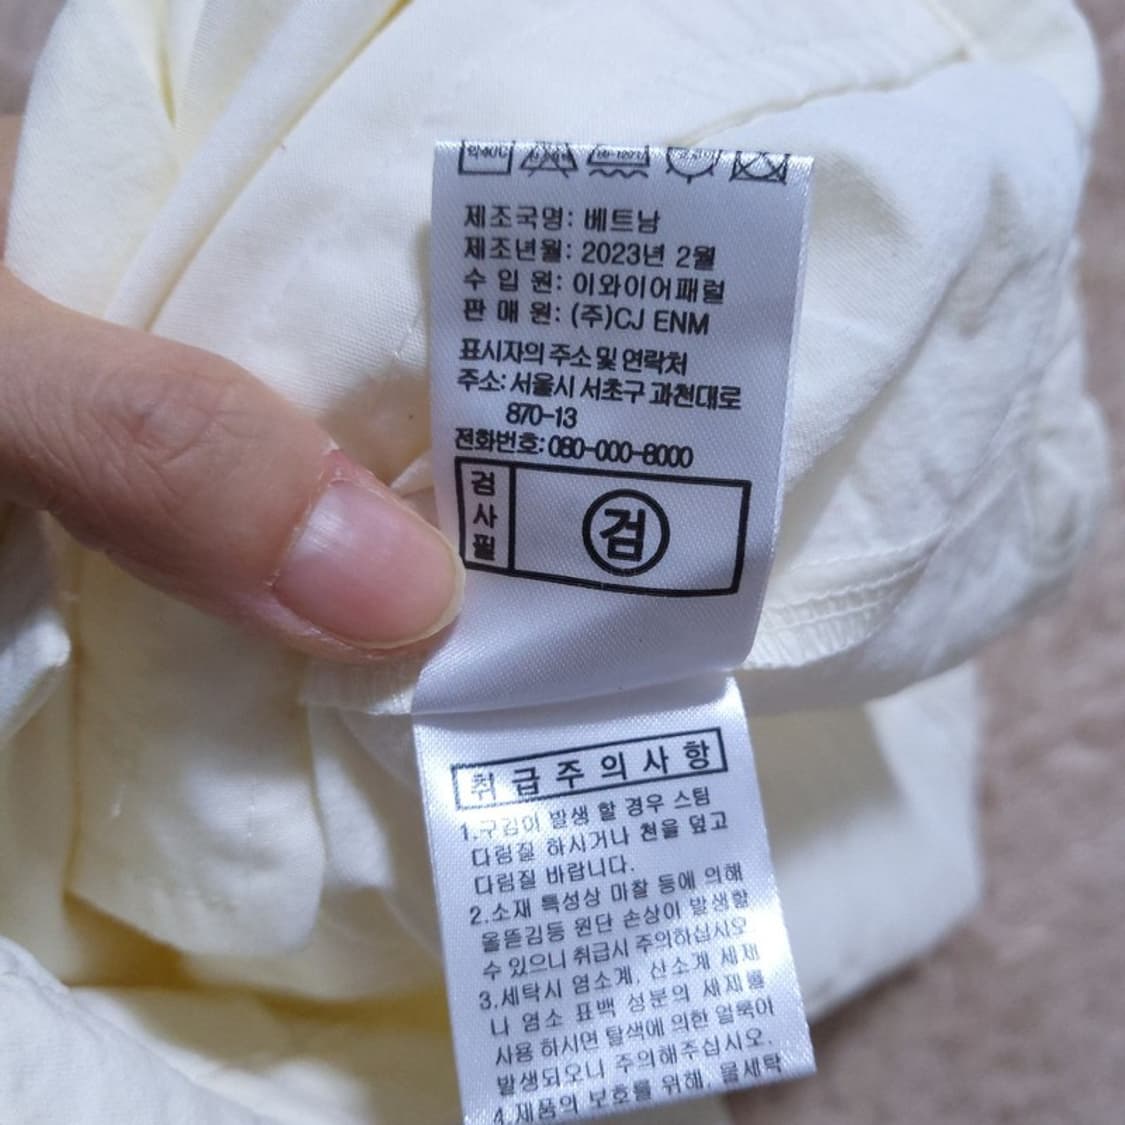 제조국명: 베트남
제조년월: 2023년 2월
수 입 원: 이와이어패럴
판 매 원: (주)CJ ENM
표시자의 주소 및 연락처
주소: 서울시 서초구 과천대로
870-13
전화번호: 080-000-8000
검사필
검
취급주의사항
1.구김이 발생 할 경우 스팀
다림질 하시거나 천을 덮고
다림질 바랍니다.
2.소재 특성상 마찰 등에 의해
올뜯김등 원단 손상이 발생할
수 있으니 취급시 주의하십시오
3.세탁시 염소계, 산소계 세제
나 염소 표백 성분의 세제를
사용 하시면 탈색에 의한 얼룩이
발생되오니 주의해주십시오.
4.제품의 보호를 위해, 물세탁